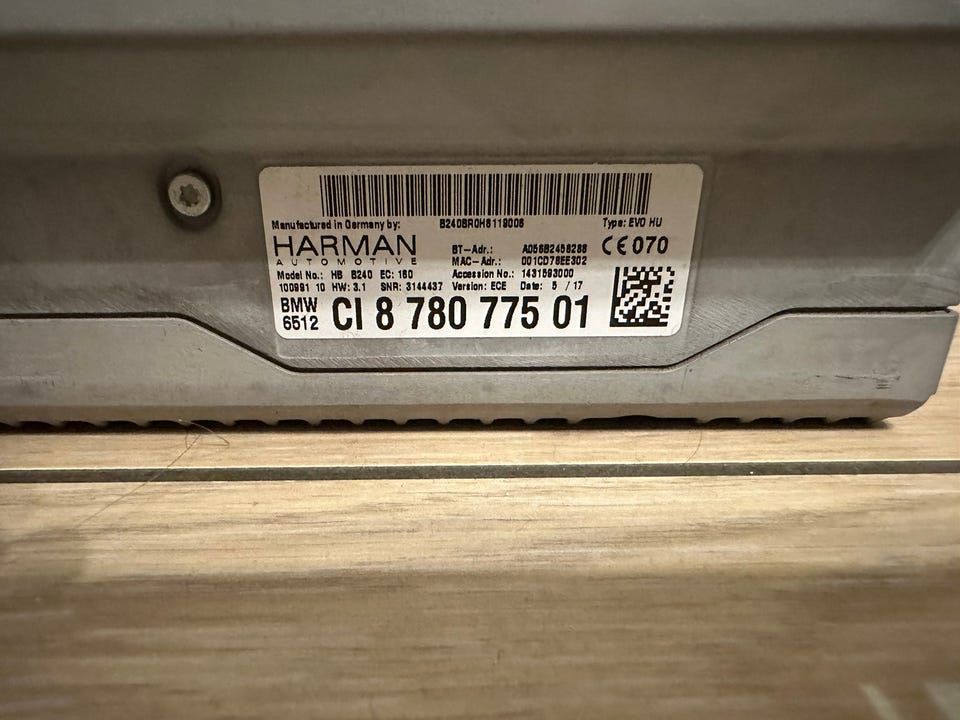 B240BR0H6119006
Manufactured in Germany by:
Type: EVO HU
HARMAN
AUTOMOTIVE
BT-Adr.: A056B2458288
CE 070
MAC-Adr.: 001CD78EE302
Model No.: HB B240 EC: 160
Accession No.: 1431593000
100991 10 HW: 3.1 SNR: 3144437 Version: ECE Date: 5 / 17
BMW
6512
CI 8 780 775 01